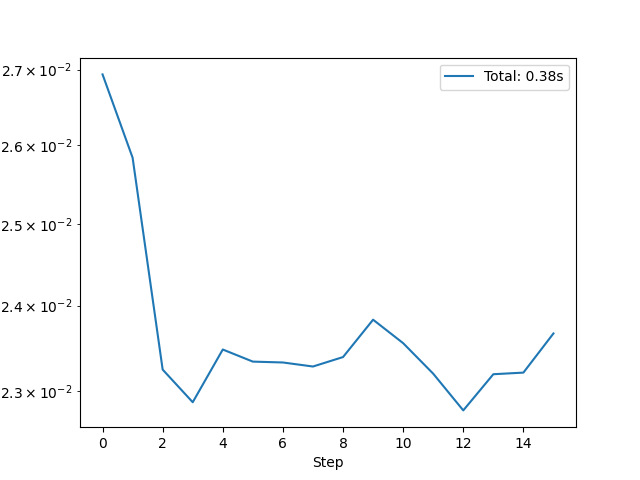 Total: 0.38s
2.7 × 10⁻²
2.6 × 10⁻²
2.5 × 10⁻²
2.4 × 10⁻²
2.3 × 10⁻²
0 2 4 6 8 10 12 14
Step